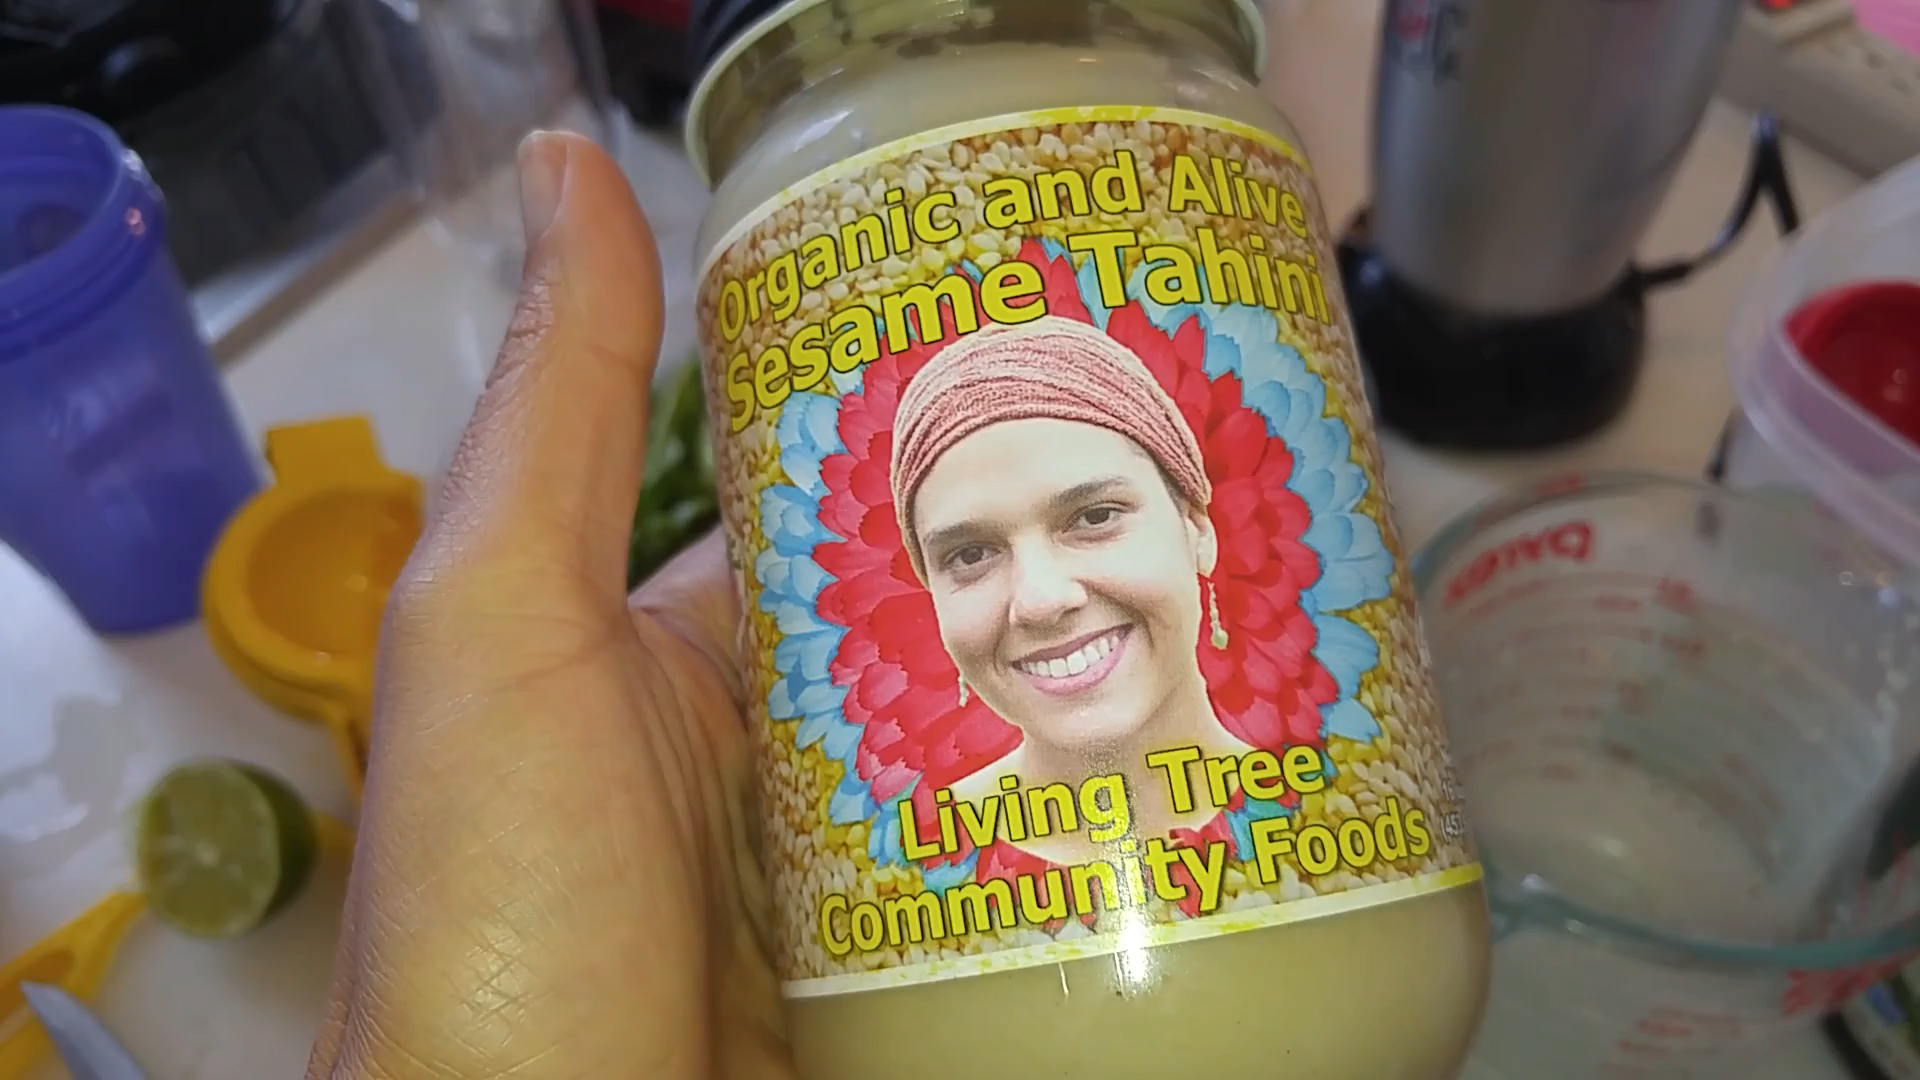 Organic and Alive
Sesame Tahini
Living Tree
Community Foods